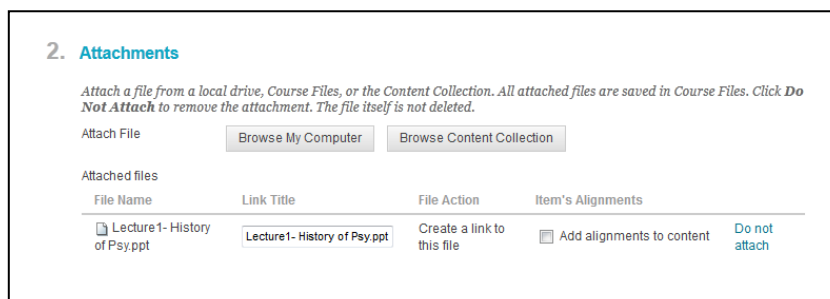 2. Attachments
Attach a file from a local drive, Course Files, or the Content Collection. All attached files are saved in Course Files. Click Do
Not Attach to remove the attachment. The file itself is not deleted.
Attach File Browse My Computer Browse Content Collection
Attached files
File Name Link Title File Action Item's Alignments
Lecture1- History of Psy.ppt Lecture1- History of Psy.ppt Create a link to this file Add alignments to content Do not attach